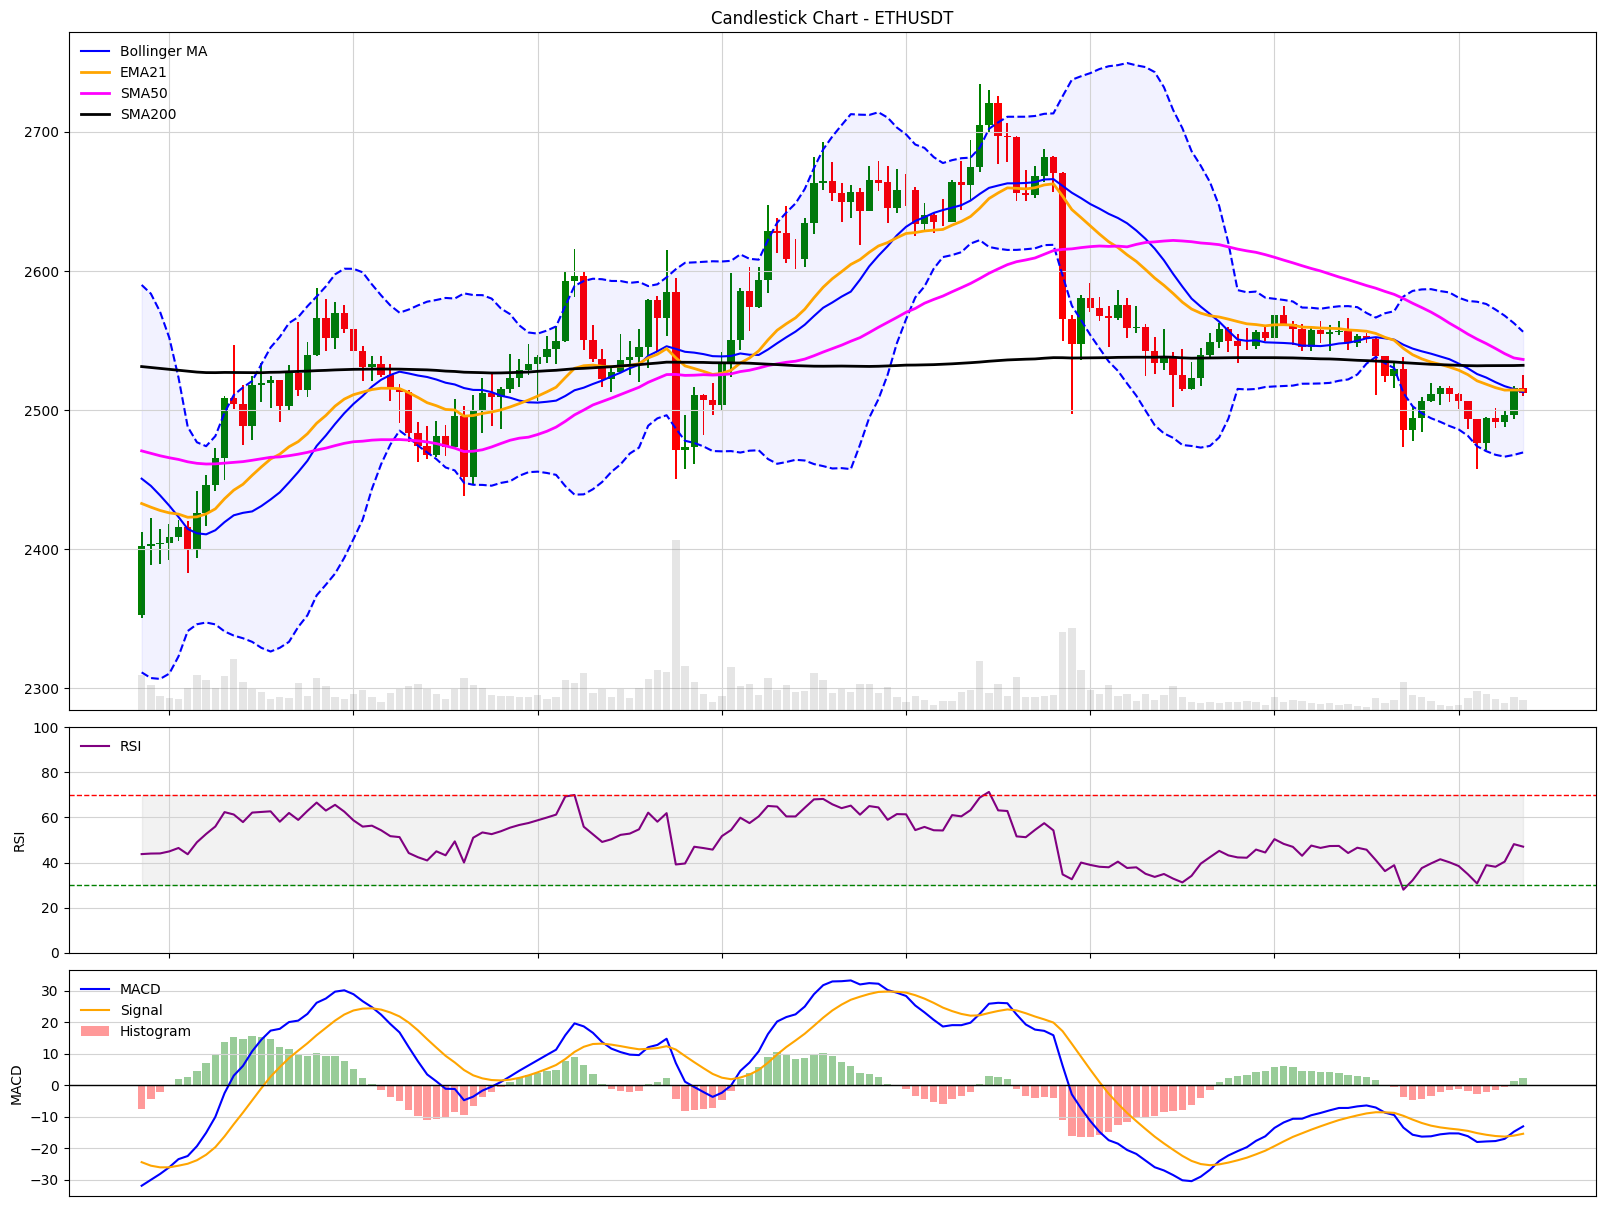 Candlestick Chart - ETHUSDT
Bollinger MA
EMA21
SMA50
SMA200
2700
2600
2500
2400
2300
100
RSI
80
60
RSI
40
20
0
MACD
30
Signal
20
Histogram
10
MACD
0
−10
−20
−30